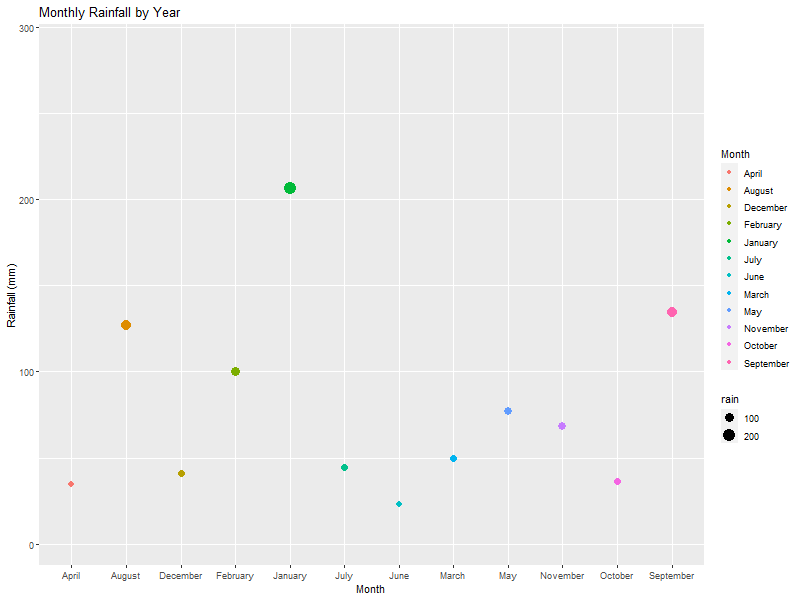 Monthly Rainfall by Year
300
200
100
0
Rainfall (mm)
April August December February January July June March May November October September
Month
Month
April
August
December
February
January
July
June
March
May
November
October
September
rain
100
200